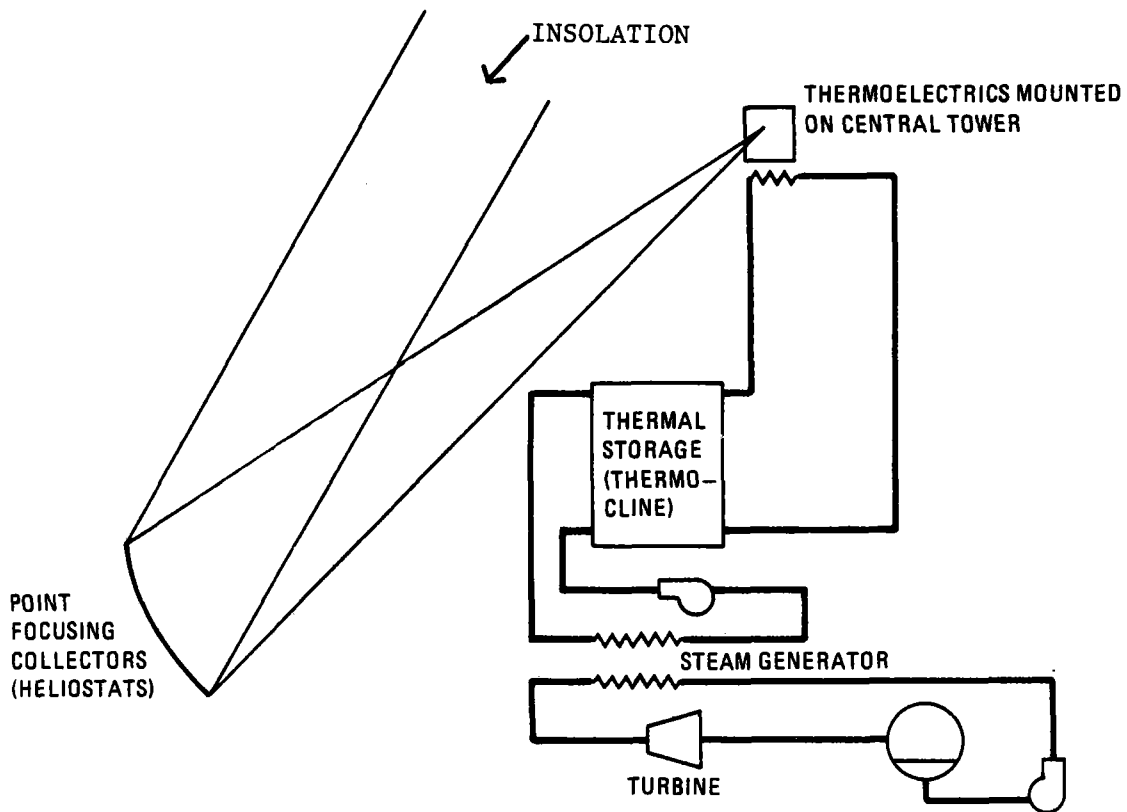 INSOLATION
THERMOELECTRICS MOUNTED
ON CENTRAL TOWER
THERMAL
STORAGE
(THERMO–
CLINE)
POINT
FOCUSING
COLLECTORS
(HELIOSTATS)
STEAM GENERATOR
TURBINE